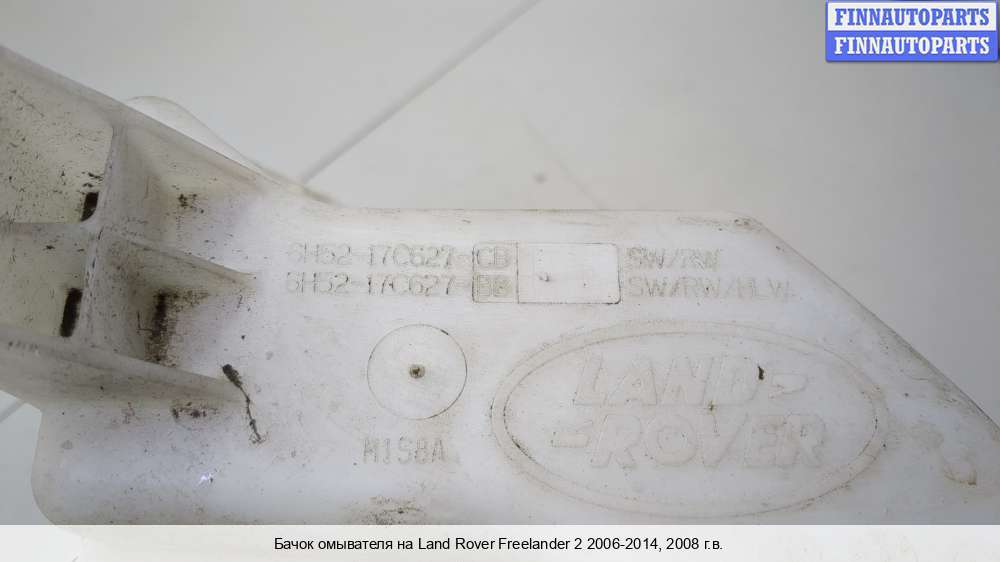 FINNAUTOPARTS
FINNAUTOPARTS
6H52-17C627-CB SW/RW
6H52-17C627-BB SW/RW/HLW
M1S8A
LAND
ROVER
Бачок омывателя на Land Rover Freelander 2 2006-2014, 2008 г.в.